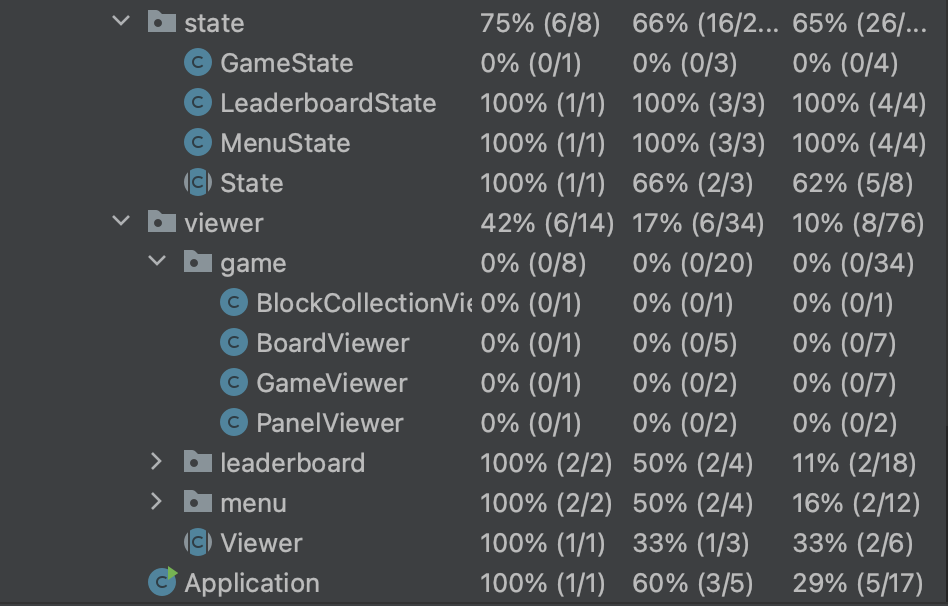 state 75% (6/8) 66% (16/2... 65% (26/...
GameState 0% (0/1) 0% (0/3) 0% (0/4)
LeaderboardState 100% (1/1) 100% (3/3) 100% (4/4)
MenuState 100% (1/1) 100% (3/3) 100% (4/4)
State 100% (1/1) 66% (2/3) 62% (5/8)
viewer 42% (6/14) 17% (6/34) 10% (8/76)
game 0% (0/8) 0% (0/20) 0% (0/34)
BlockCollectionVie 0% (0/1) 0% (0/1) 0% (0/1)
BoardViewer 0% (0/1) 0% (0/5) 0% (0/7)
GameViewer 0% (0/1) 0% (0/2) 0% (0/7)
PanelViewer 0% (0/1) 0% (0/2) 0% (0/2)
leaderboard 100% (2/2) 50% (2/4) 11% (2/18)
menu 100% (2/2) 50% (2/4) 16% (2/12)
Viewer 100% (1/1) 33% (1/3) 33% (2/6)
Application 100% (1/1) 60% (3/5) 29% (5/17)